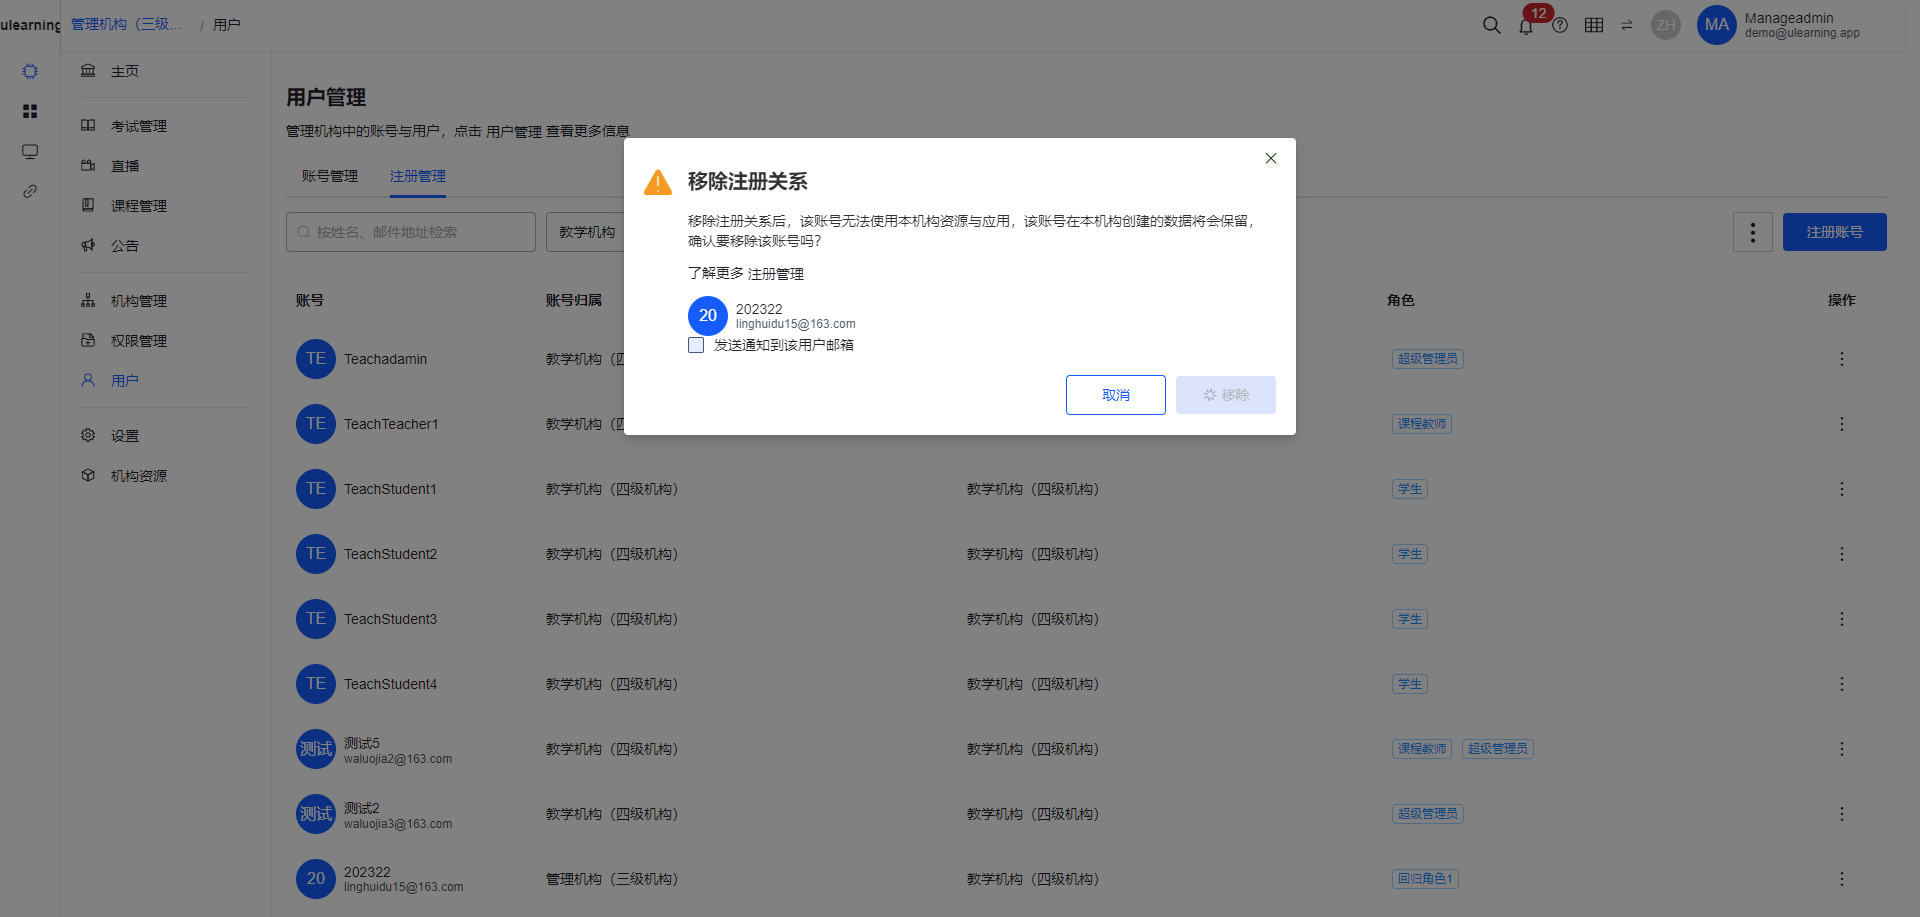 ulearning
管理机构（三级... / 用户
12
ZH
MA
Manageadmin
demo@ulearning.app
主页
考试管理
直播
课程管理
公告
机构管理
权限管理
用户
设置
机构资源
用户管理
管理机构中的账号与用户，点击 用户管理 查看更多信息
账号管理
注册管理
按姓名、邮件地址检索
教学机构
注册账号
移除注册关系
移除注册关系后，该账号无法使用本机构资源与应用，该账号在本机构创建的数据将会保留，
确认要移除该账号吗?
了解更多 注册管理
20
202322
linghuidu15@163.com
发送通知到该用户邮箱
取消
移除
账号
账号归属
角色
操作
TE
Teachadamin
教学机构（四
超级管理员
TE
TeachTeacher1
教学机构（四
课程教师
TE
TeachStudent1
教学机构（四级机构）
教学机构（四级机构）
学生
TE
TeachStudent2
教学机构（四级机构）
教学机构（四级机构）
学生
TE
TeachStudent3
教学机构（四级机构）
教学机构（四级机构）
学生
TE
TeachStudent4
教学机构（四级机构）
教学机构（四级机构）
学生
测试
测试5
waluojia2@163.com
教学机构（四级机构）
教学机构（四级机构）
课程教师
超级管理员
测试
测试2
waluojia3@163.com
教学机构（四级机构）
教学机构（四级机构）
超级管理员
20
202322
linghuidu15@163.com
管理机构（三级机构）
教学机构（四级机构）
回归角色1